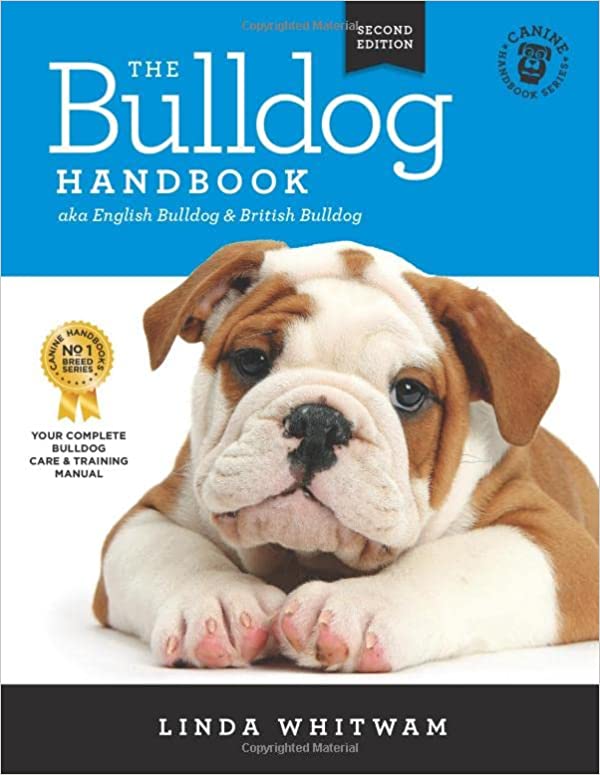 Copyrighted Material
SECOND
EDITION
CANINE
HANDBOOK SERIES
THE
Bulldog
HANDBOOK
aka English Bulldog & British Bulldog
CANINE HANDBOOKS
No 1
BREED
SERIES
YOUR COMPLETE
BULLDOG
CARE & TRAINING
MANUAL
LINDA WHITWAM
Copyrighted Material